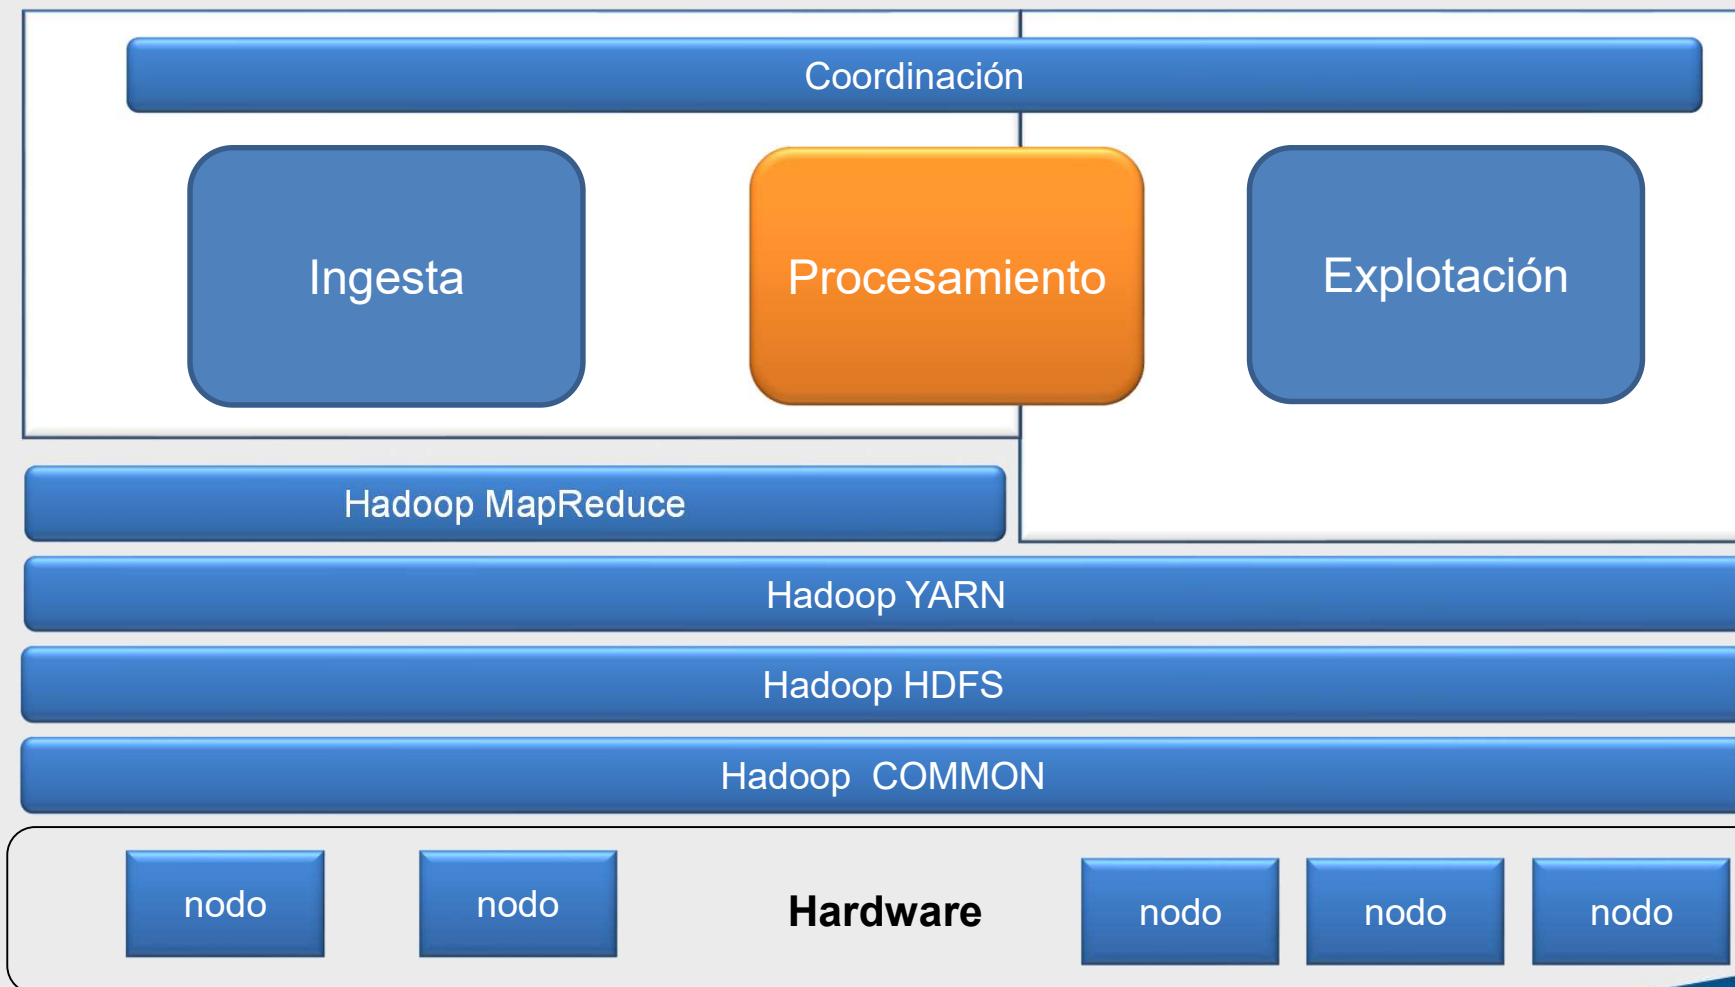 Coordinación
Ingesta
Procesamiento
Explotación
Hadoop MapReduce
Hadoop YARN
Hadoop HDFS
Hadoop COMMON
nodo
nodo
Hardware
nodo
nodo
nodo